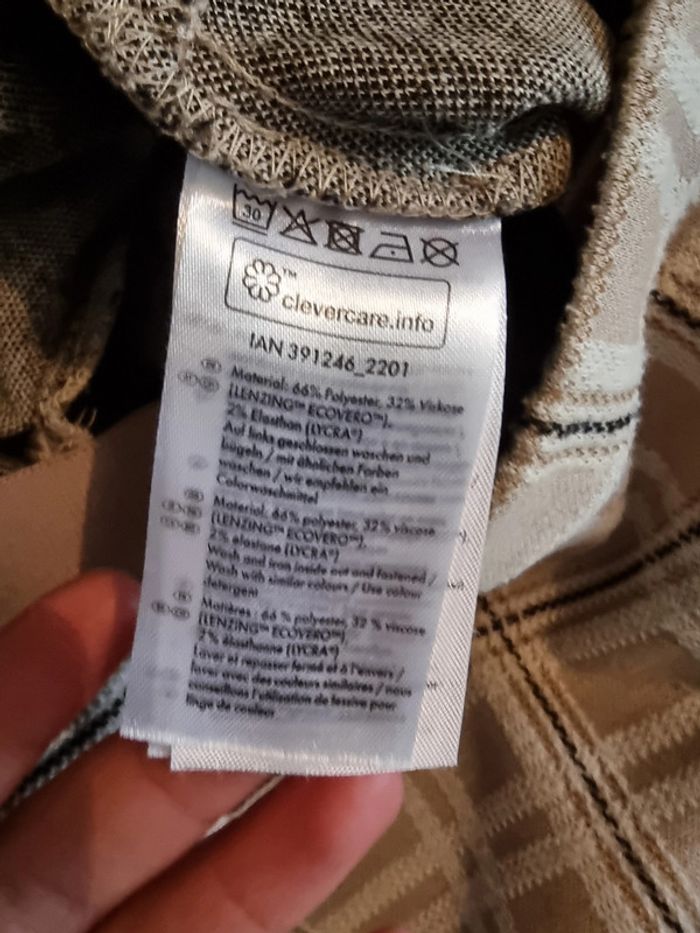 30
clevercare.info™
IAN 391246_2201
Material: 66% Polyester, 32% Viskose
(LENZING™ ECOVERO™),
2% Elasthan (LYCRA®)
Auf links geschlossen waschen und
bügeln / mit ähnlichen Farben
waschen / wir empfehlen ein
Colorwaschmittel
Material: 66% polyester, 32% viscose
(LENZING™ ECOVERO™),
2% elastane (LYCRA®)
Wash and iron inside out and fastened /
Wash with similar colours / Use colour
detergent
Matières : 66 % polyester, 32 % viscose
(LENZING™ ECOVERO™),
2 % élasthanne (LYCRA®)
Laver et repasser fermé et à l'envers /
laver avec des couleurs similaires / nous
conseillons l'utilisation de lessive pour
linge de couleur